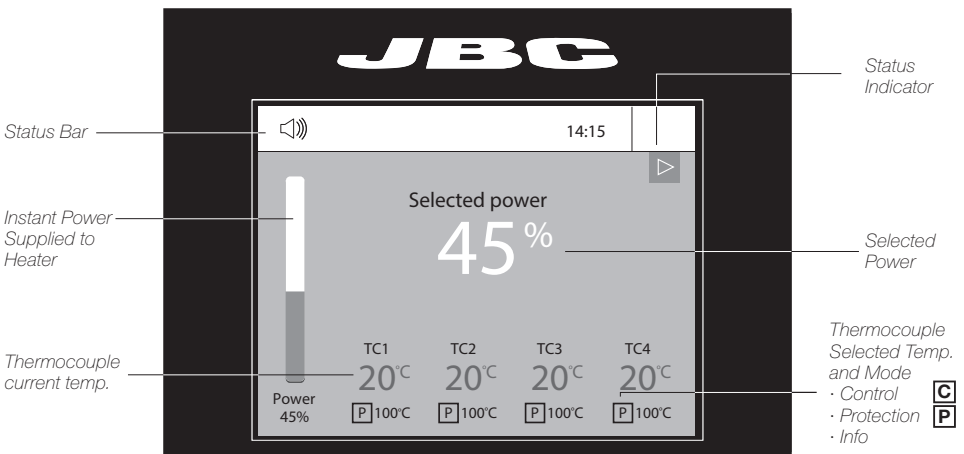 JBC
Status
Indicator
Status Bar
14:15
Instant Power
Supplied to
Heater
Selected power
45%
Selected
Power
Thermocouple
current temp.
TC1 TC2 TC3 TC4
20°C 20°C 20°C 20°C
P 100°C P 100°C P 100°C P 100°C
Power
45%
Thermocouple
Selected Temp.
and Mode
· Control C
· Protection P
· Info